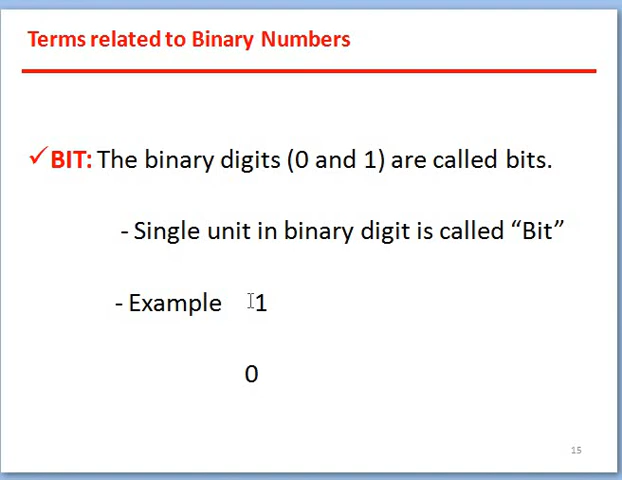 Terms related to Binary Numbers
✓BIT: The binary digits (0 and 1) are called bits.
- Single unit in binary digit is called “Bit”
- Example 1
0
15